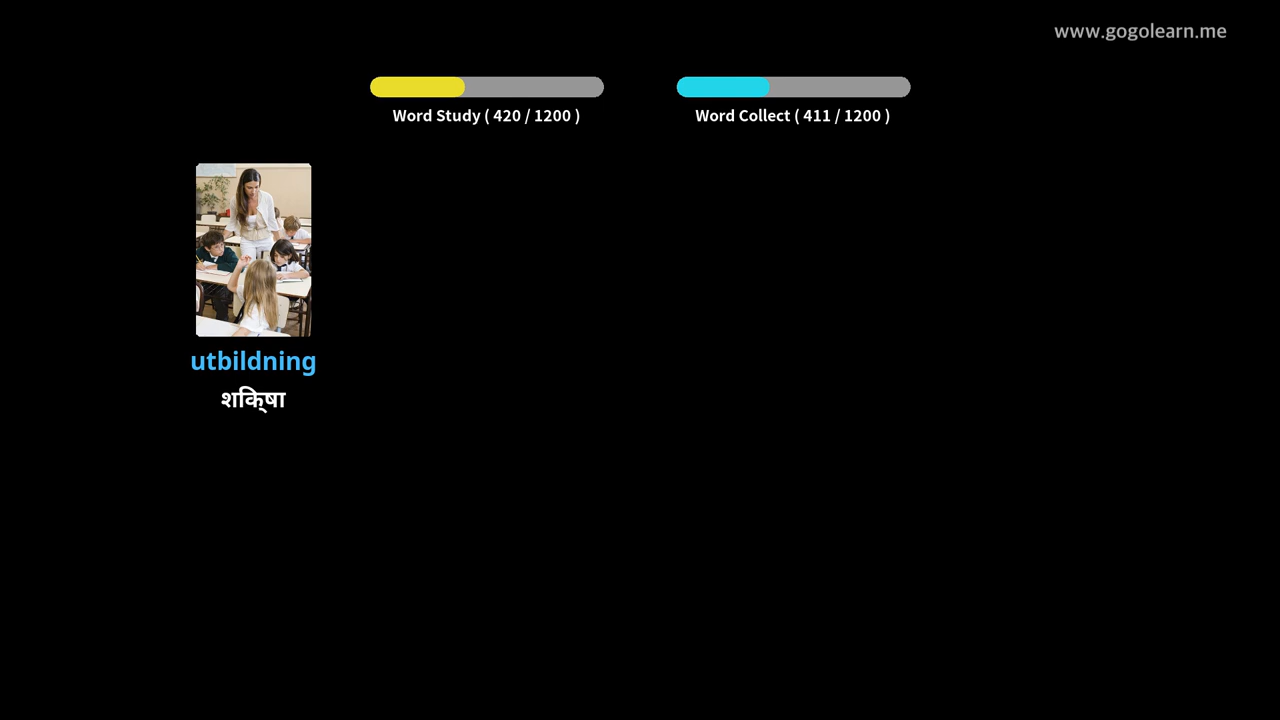 www.gogolearn.me
Word Study ( 420 / 1200 )
Word Collect ( 411 / 1200 )
utbildning
शकि्षा